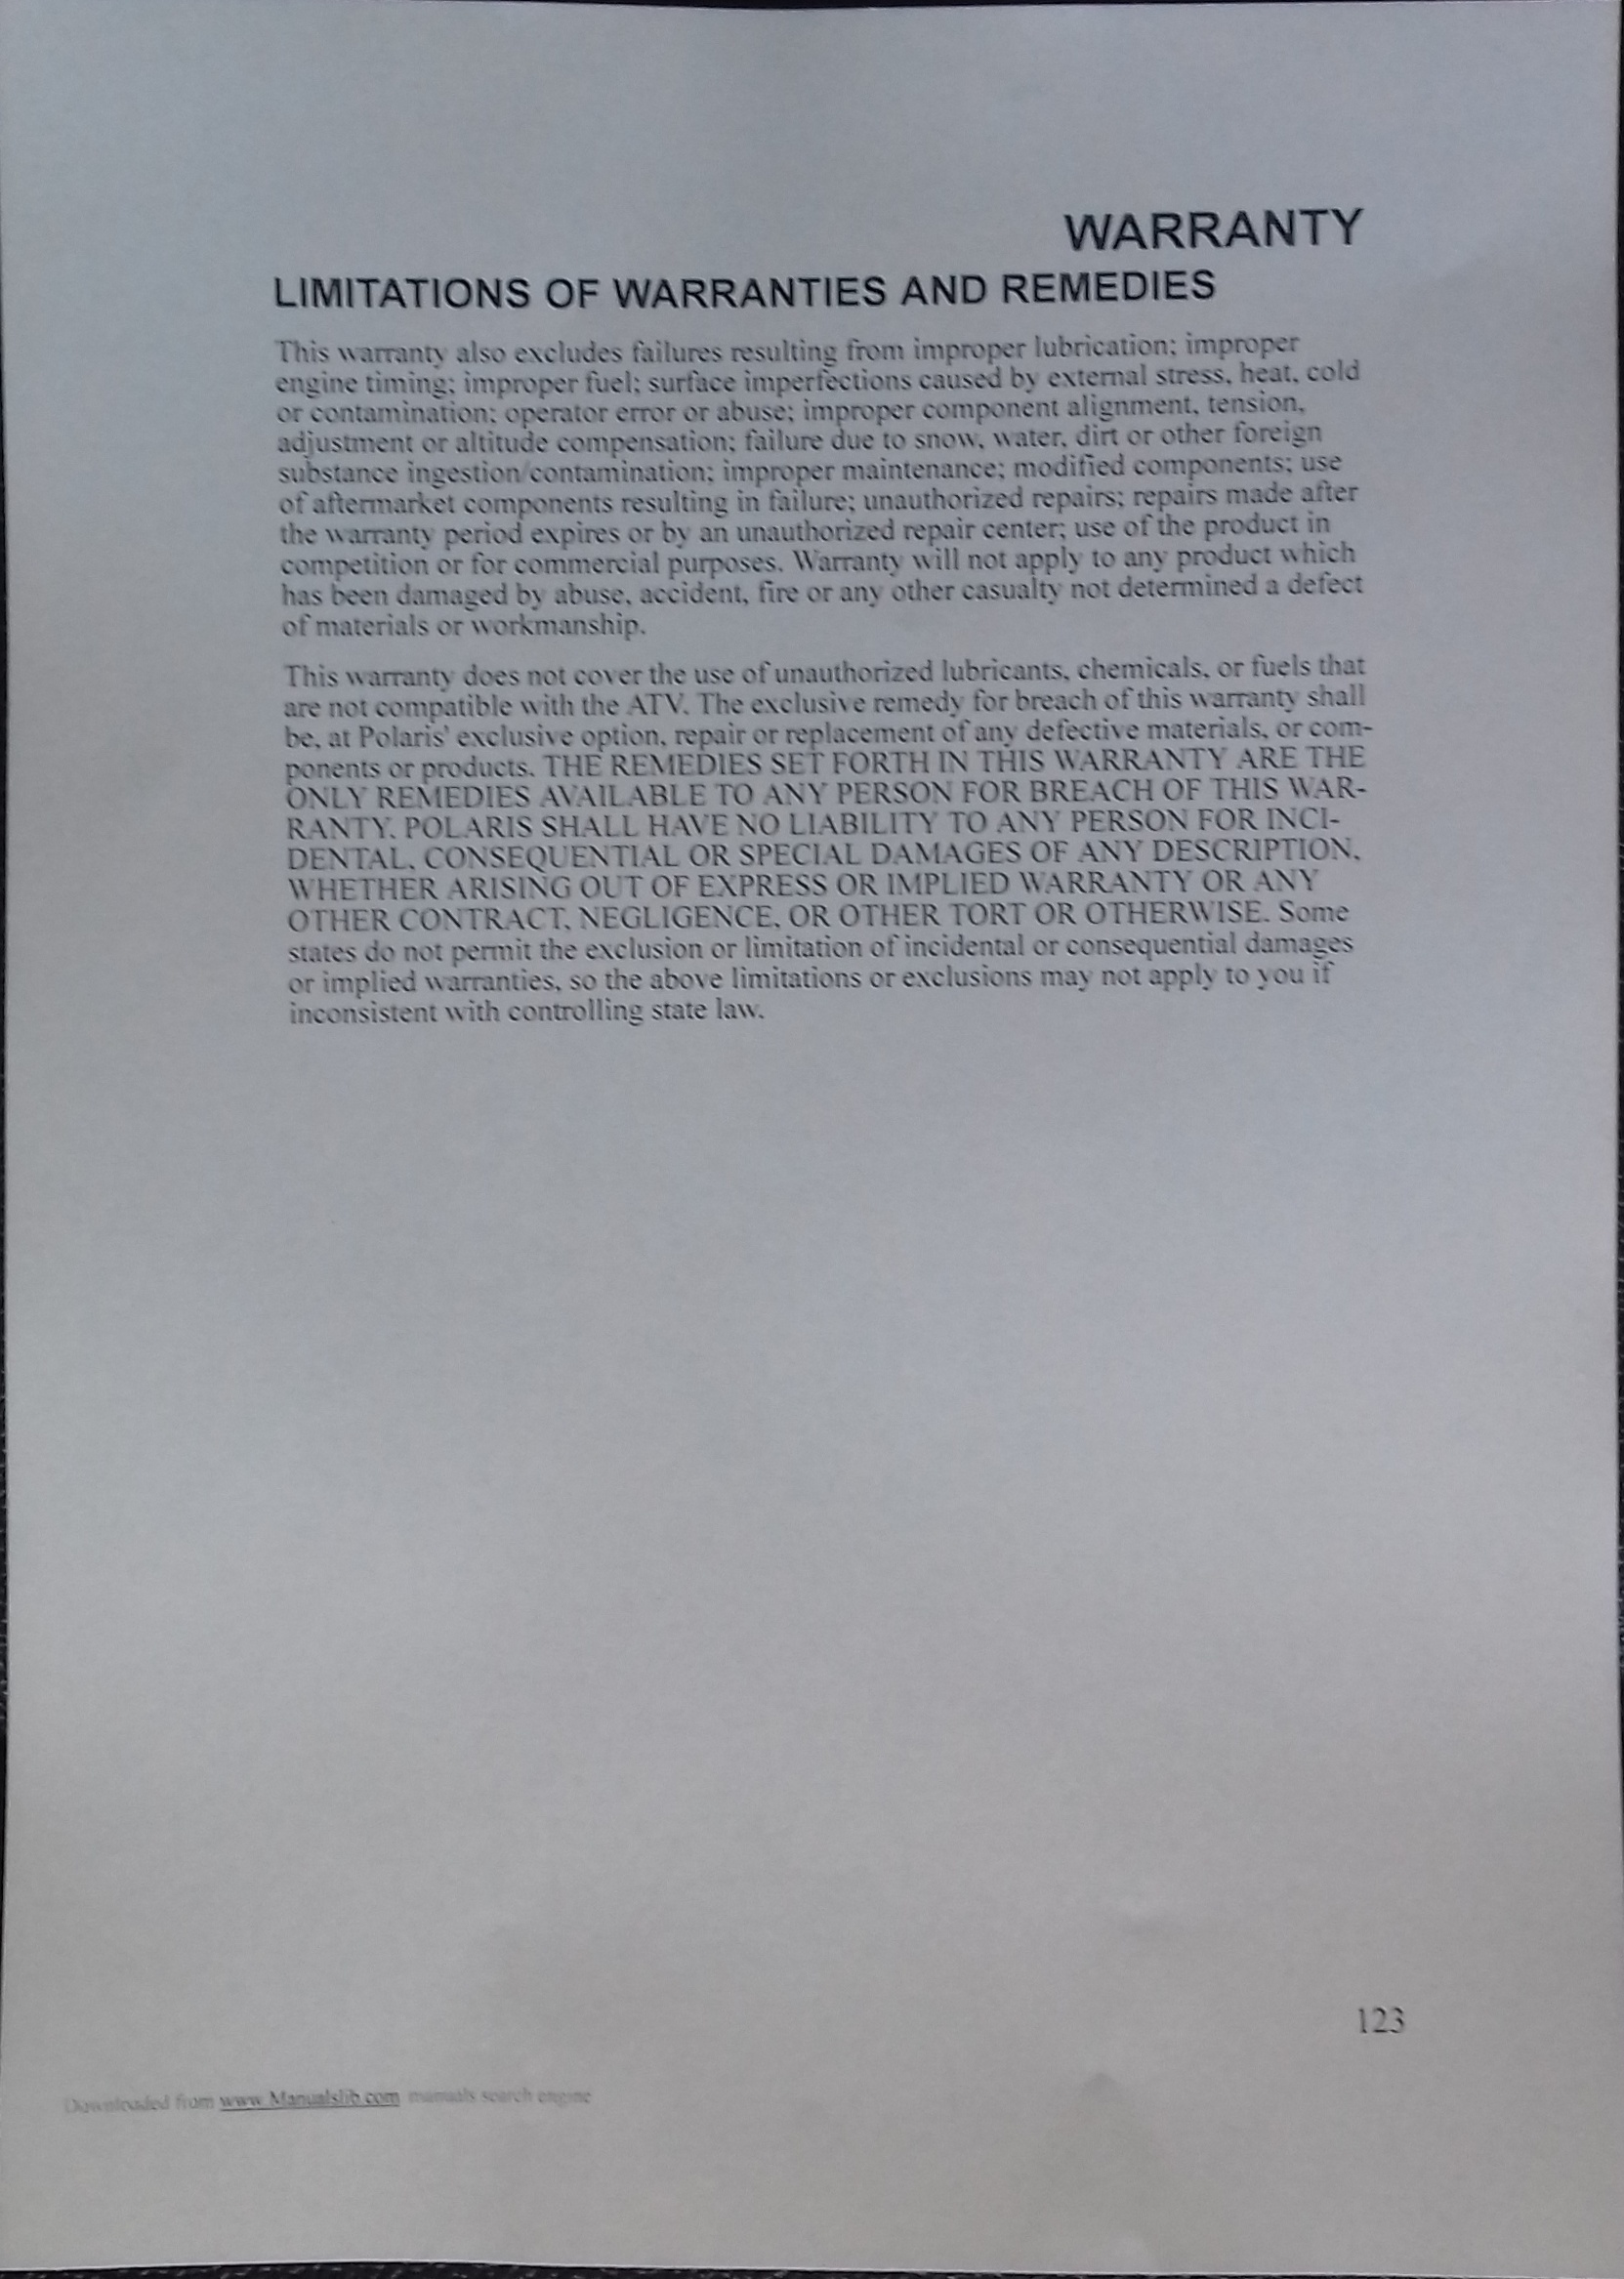 WARRANTY
LIMITATIONS OF WARRANTIES AND REMEDIES
This warranty also excludes failures resulting from improper lubrication; improper
engine timing; improper fuel; surface imperfections caused by external stress, heat, cold
or contamination; operator error or abuse; improper component alignment, tension,
adjustment or altitude compensation; failure due to snow, water, dirt or other foreign
substance ingestion/contamination; improper maintenance; modified components; use
of aftermarket components resulting in failure; unauthorized repairs; repairs made after
the warranty period expires or by an unauthorized repair center; use of the product in
competition or for commercial purposes. Warranty will not apply to any product which
has been damaged by abuse, accident, fire or any other casualty not determined a defect
of materials or workmanship.
This warranty does not cover the use of unauthorized lubricants, chemicals, or fuels that
are not compatible with the ATV. The exclusive remedy for breach of this warranty shall
be, at Polaris' exclusive option, repair or replacement of any defective materials, or com-
ponents or products. THE REMEDIES SET FORTH IN THIS WARRANTY ARE THE
ONLY REMEDIES AVAILABLE TO ANY PERSON FOR BREACH OF THIS WAR-
RANTY. POLARIS SHALL HAVE NO LIABILITY TO ANY PERSON FOR INCI-
DENTAL, CONSEQUENTIAL OR SPECIAL DAMAGES OF ANY DESCRIPTION,
WHETHER ARISING OUT OF EXPRESS OR IMPLIED WARRANTY OR ANY
OTHER CONTRACT, NEGLIGENCE, OR OTHER TORT OR OTHERWISE. Some
states do not permit the exclusion or limitation of incidental or consequential damages
or implied warranties, so the above limitations or exclusions may not apply to you if
inconsistent with controlling state law.
123
Downloaded from www.Manualslib.com manuals search engine